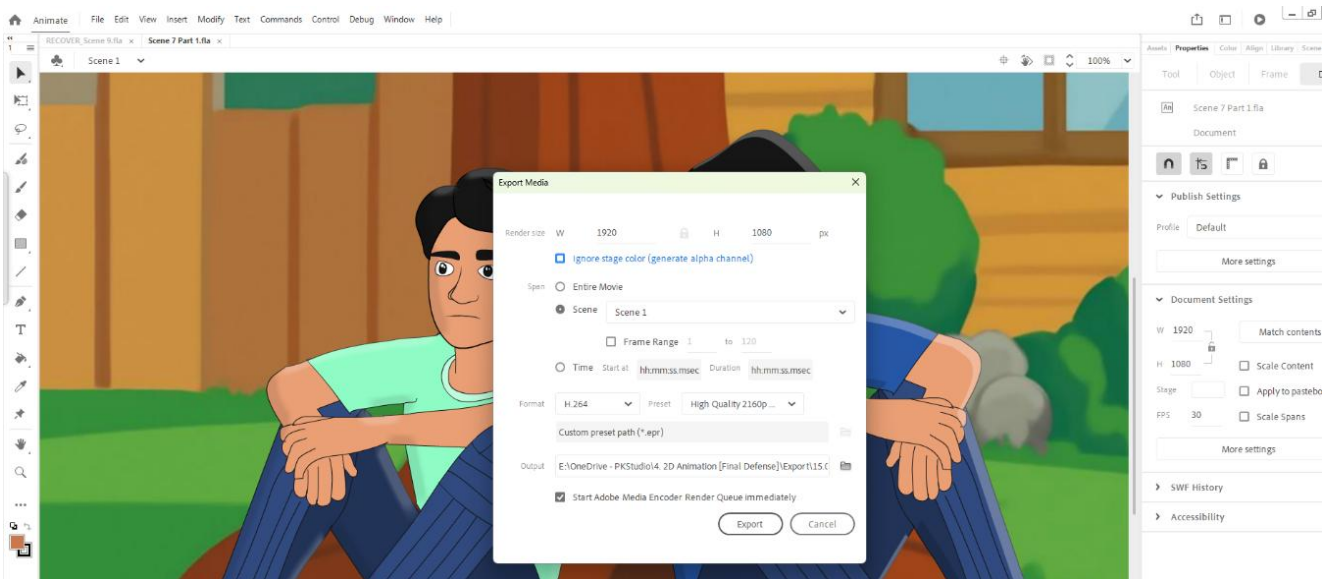 Animate File Edit View Insert Modify Text Commands Control Debug Window Help
RECOVER_Scene 9.fla × Scene 7 Part 1.fla ×
1
Scene 1
100%
Assets Properties Color Align Library Scene
Tool Object Frame D
An Scene 7 Part 1.fla
Document
Publish Settings
Profile Default
More settings
Document Settings
W 1920
Match contents
H 1080
Scale Content
Stage
Apply to pastebo
FPS 30
Scale Spans
More settings
SWF History
Accessibility
T
Export Media
Render size W 1920 H 1080 px
Ignore stage color (generate alpha channel)
Span Entire Movie
Scene Scene 1
Frame Range 1 to 120
Time Start at hh:mm:ss.msec Duration hh:mm:ss.msec
Format H.264 Preset High Quality 2160p ...
Custom preset path (*.epr)
Output E:\OneDrive - PKStudio\4. 2D Animation [Final Defense]\Export\15.0
Start Adobe Media Encoder Render Queue immediately
Export Cancel